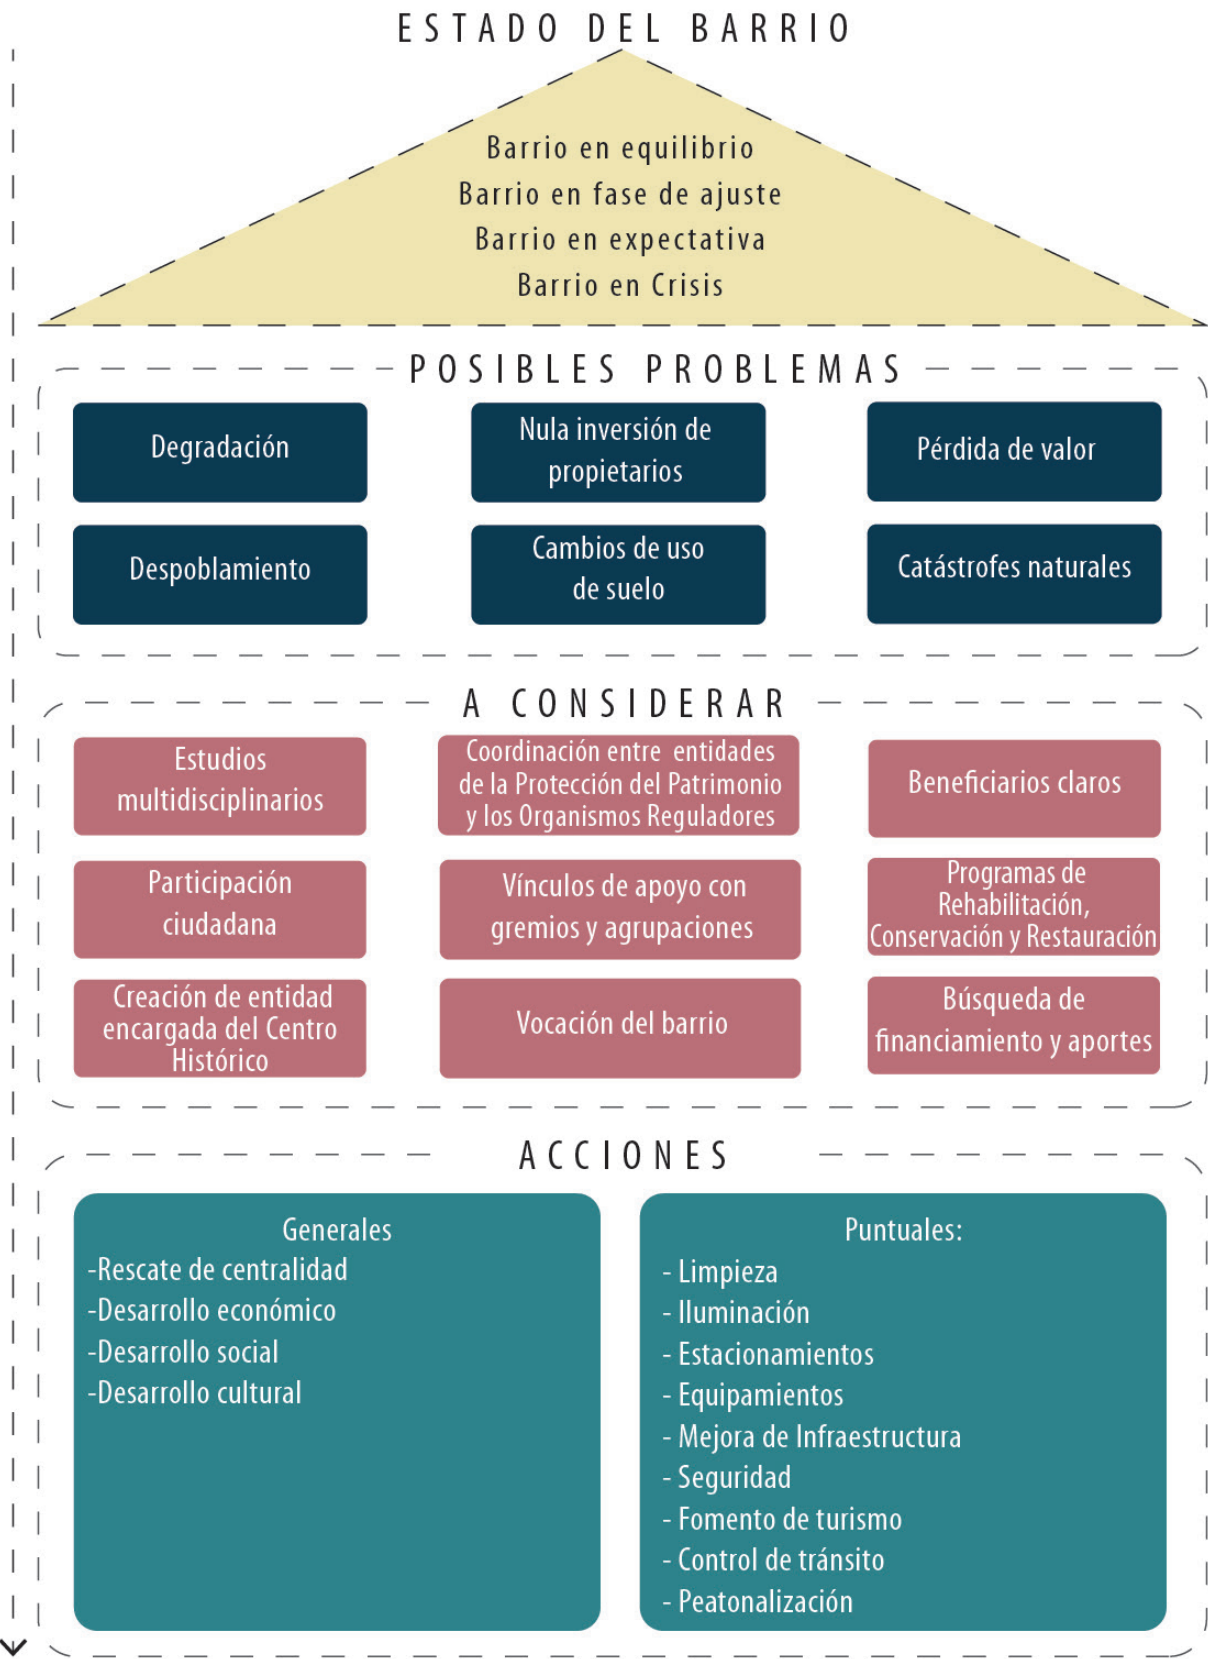 ESTADO DEL BARRIO
Barrio en equilibrio
Barrio en fase de ajuste
Barrio en expectativa
Barrio en Crisis
POSIBLES PROBLEMAS
Degradación
Nula inversión de
propietarios
Pérdida de valor
Despoblamiento
Cambios de uso
de suelo
Catástrofes naturales
A CONSIDERAR
Estudios
multidisciplinarios
Coordinación entre entidades
de la Protección del Patrimonio
y los Organismos Reguladores
Beneficiarios claros
Participación
ciudadana
Vínculos de apoyo con
gremios y agrupaciones
Programas de
Rehabilitación,
Conservación y Restauración
Creación de entidad
encargada del Centro
Histórico
Vocación del barrio
Búsqueda de
financiamiento y aportes
ACCIONES
Generales
-Rescate de centralidad
-Desarrollo económico
-Desarrollo social
-Desarrollo cultural
Puntuales:
- Limpieza
- Iluminación
- Estacionamientos
- Equipamientos
- Mejora de Infraestructura
- Seguridad
- Fomento de turismo
- Control de tránsito
- Peatonalización